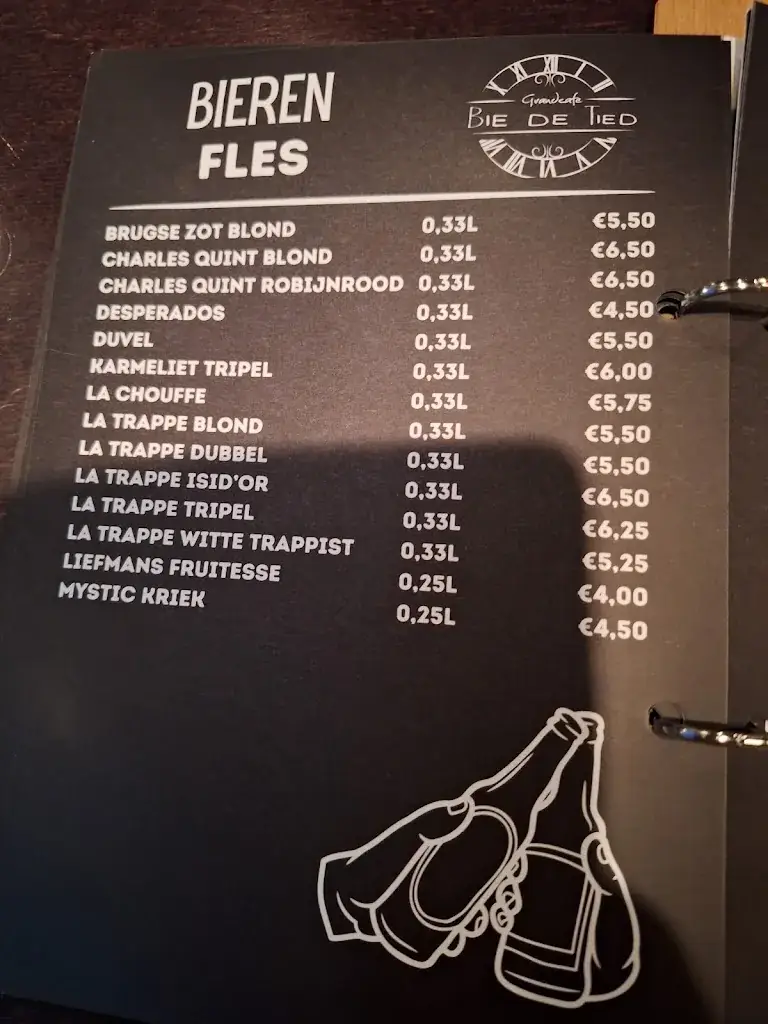 BIEREN
FLES
Grandcafe
BIE DE TIED
BRUGSE ZOT BLOND 0,33L €5,50
CHARLES QUINT BLOND 0,33L €6,50
CHARLES QUINT ROBIJNROOD 0,33L €6,50
DESPERADOS 0,33L €4,50
DUVEL 0,33L €5,50
KARMELIET TRIPEL 0,33L €6,00
LA CHOUFFE 0,33L €5,75
LA TRAPPE BLOND 0,33L €5,50
LA TRAPPE DUBBEL 0,33L €5,50
LA TRAPPE ISID'OR 0,33L €6,50
LA TRAPPE TRIPEL 0,33L €6,25
LA TRAPPE WITTE TRAPPIST 0,33L €5,25
LIEFMANS FRUITESSE 0,25L €4,00
MYSTIC KRIEK 0,25L €4,50